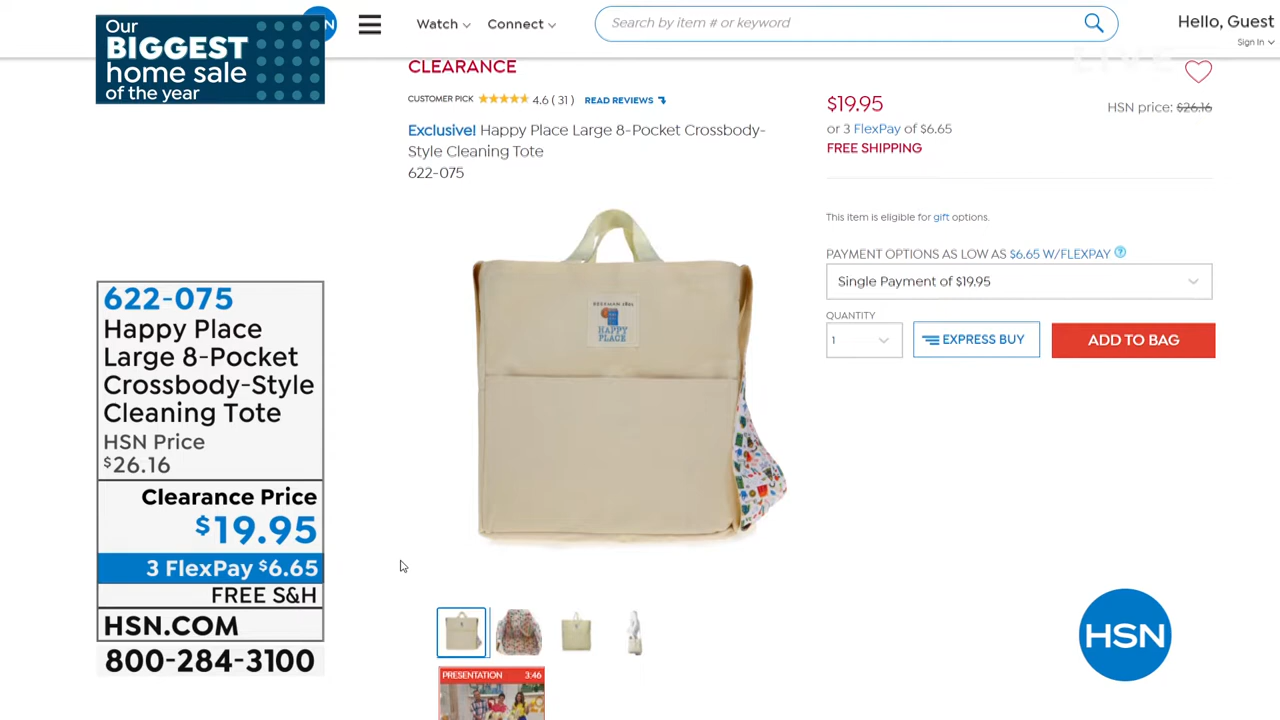 Our
BIGGEST
home sale
of the year
Watch
Connect
Search by item # or keyword
Hello, Guest
Sign In
LIVE
CLEARANCE
CUSTOMER PICK
4.6 ( 31 )
READ REVIEWS
Exclusive! Happy Place Large 8-Pocket Crossbody-
Style Cleaning Tote
622-075
$19.95
HSN price: $26.16
or 3 FlexPay of $6.65
FREE SHIPPING
This item is eligible for gift options.
PAYMENT OPTIONS AS LOW AS $6.65 W/FLEXPAY ?
Single Payment of $19.95
QUANTITY
1
EXPRESS BUY
ADD TO BAG
BEEKMAN 1802
HAPPY
PLACE
622-075
Happy Place
Large 8-Pocket
Crossbody-Style
Cleaning Tote
HSN Price
$26.16
Clearance Price
$19.95
3 FlexPay $6.65
FREE S&H
HSN.COM
800-284-3100
PRESENTATION 3:46
HSN